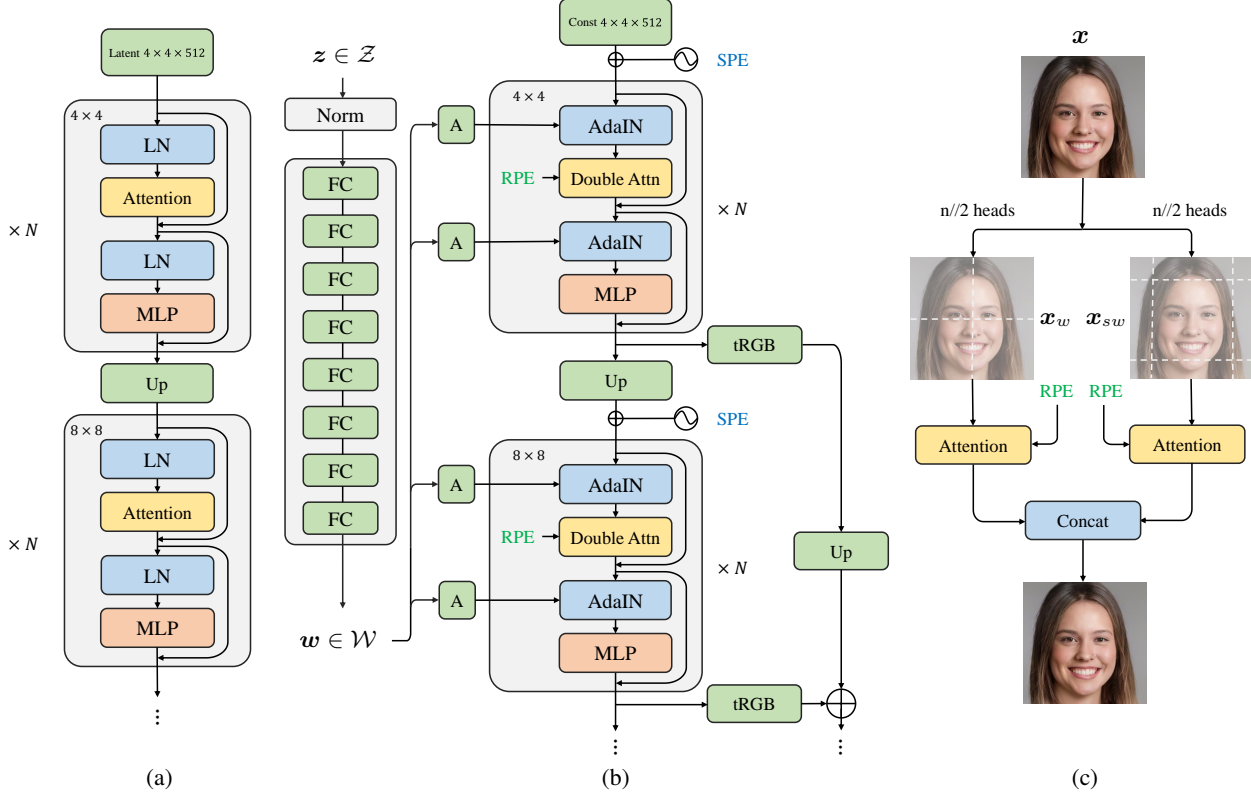 Latent 4 × 4 × 512
4 × 4
LN
Attention
LN
MLP
× N
Up
8 × 8
LN
Attention
LN
MLP
× N
⋮
(a)
z ∈ Z
Norm
FC
FC
FC
FC
FC
FC
FC
FC
w ∈ W
Const 4 × 4 × 512
SPE
4 × 4
A
AdaIN
RPE
Double Attn
A
AdaIN
MLP
× N
tRGB
Up
SPE
8 × 8
A
AdaIN
RPE
Double Attn
A
AdaIN
MLP
× N
Up
tRGB
⋮
⋮
(b)
x
n//2 heads
n//2 heads
x_w
x_sw
RPE
RPE
Attention
Attention
Concat
(c)